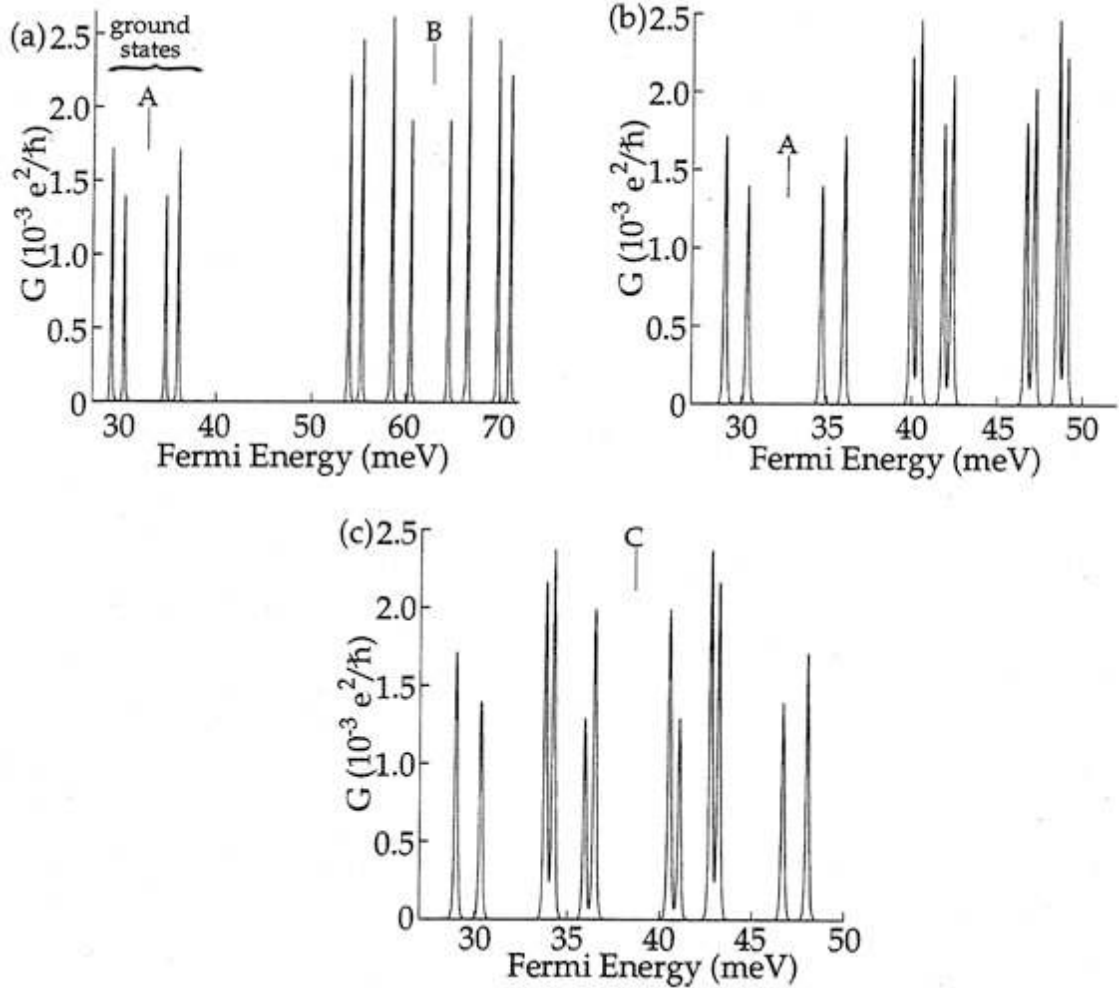 (a)
ground
states
A
B
2.5
2.0
1.5
1.0
0.5
0
G (10⁻³ e²/ℏ)
30 40 50 60 70
Fermi Energy (meV)
(b)
A
2.5
2.0
1.5
1.0
0.5
0
G (10⁻³ e²/ℏ)
30 35 40 45 50
Fermi Energy (meV)
(c)
C
2.5
2.0
1.5
1.0
0.5
0
G (10⁻³ e²/ℏ)
30 35 40 45 50
Fermi Energy (meV)